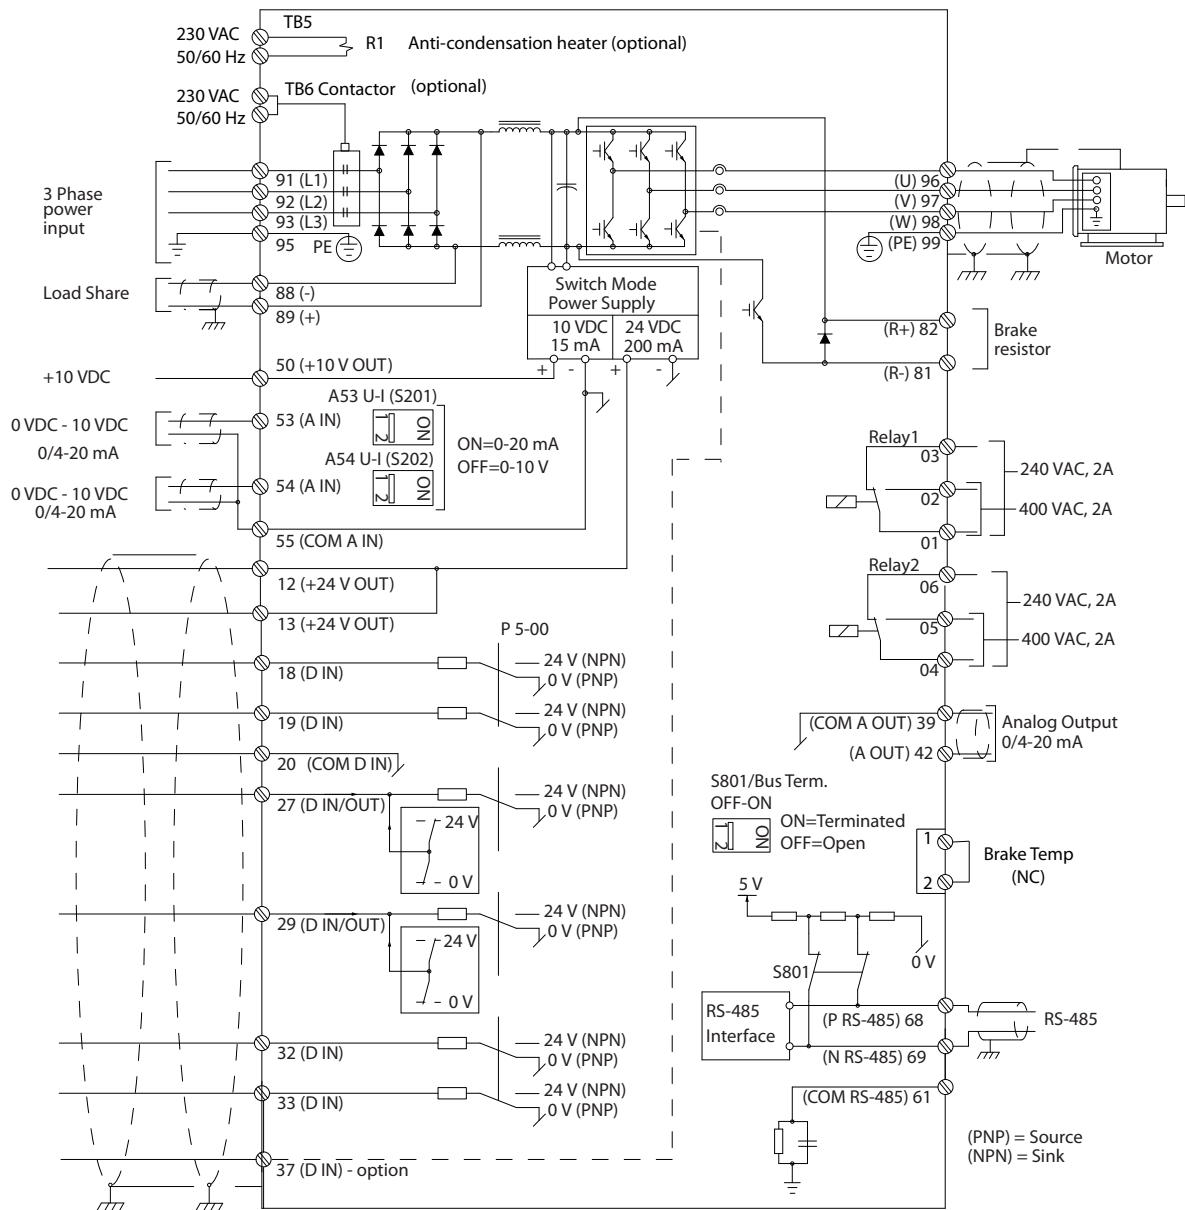 TB5
230 VAC
50/60 Hz
R1
Anti-condensation heater (optional)
TB6 Contactor (optional)
230 VAC
50/60 Hz
3 Phase
power
input
91 (L1)
92 (L2)
93 (L3)
95
PE
Load Share
88 (-)
89 (+)
Switch Mode
Power Supply
10 VDC
15 mA
24 VDC
200 mA
+ - + -
(U) 96
(V) 97
(W) 98
(PE) 99
Motor
(R+) 82
(R-) 81
Brake
resistor
+10 VDC
50 (+10 V OUT)
0 VDC - 10 VDC
0/4-20 mA
53 (A IN)
A53 U-I (S201)
1 2
ON
0 VDC - 10 VDC
0/4-20 mA
54 (A IN)
A54 U-I (S202)
1 2
ON
ON=0-20 mA
OFF=0-10 V
55 (COM A IN)
12 (+24 V OUT)
13 (+24 V OUT)
P 5-00
18 (D IN)
24 V (NPN)
0 V (PNP)
19 (D IN)
24 V (NPN)
0 V (PNP)
20 (COM D IN)
27 (D IN/OUT)
24 V (NPN)
0 V (PNP)
24 V
0 V
29 (D IN/OUT)
24 V (NPN)
0 V (PNP)
24 V
0 V
32 (D IN)
24 V (NPN)
0 V (PNP)
33 (D IN)
24 V (NPN)
0 V (PNP)
37 (D IN) - option
Relay1
03
02
01
240 VAC, 2A
400 VAC, 2A
Relay2
06
05
04
240 VAC, 2A
400 VAC, 2A
(COM A OUT) 39
(A OUT) 42
Analog Output
0/4-20 mA
S801/Bus Term.
OFF-ON
1 2
ON
ON=Terminated
OFF=Open
1
2
Brake Temp
(NC)
5 V
0 V
S801
RS-485
Interface
(P RS-485) 68
(N RS-485) 69
RS-485
(COM RS-485) 61
(PNP) = Source
(NPN) = Sink